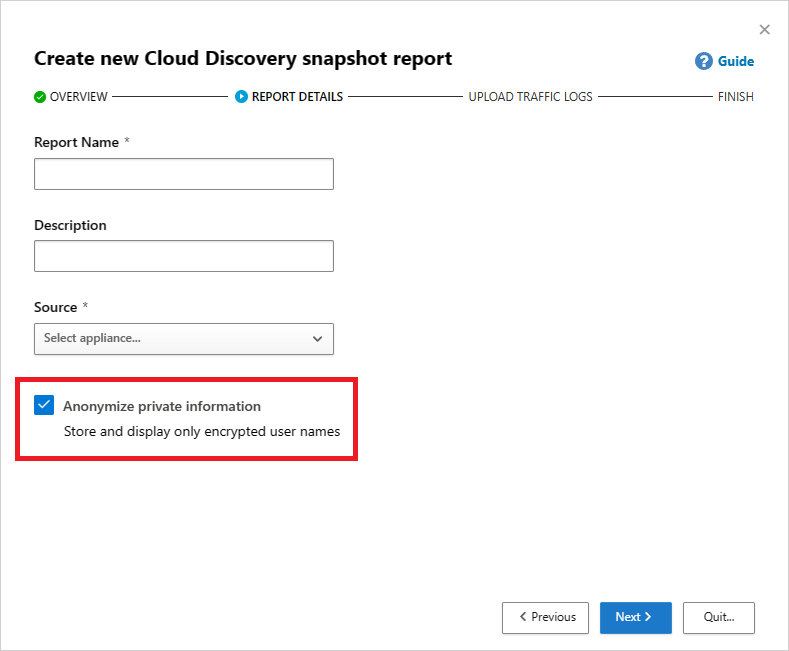 Create new Cloud Discovery snapshot report
? Guide
OVERVIEW REPORT DETAILS UPLOAD TRAFFIC LOGS FINISH
Report Name *
Description
Source *
Select appliance...
Anonymize private information
Store and display only encrypted user names
Previous Next Quit...